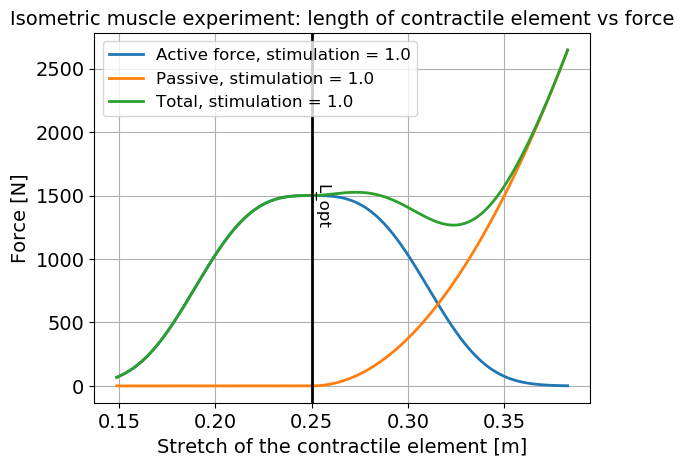 Isometric muscle experiment: length of contractile element vs force
Active force, stimulation = 1.0
Passive, stimulation = 1.0
Total, stimulation = 1.0
Force [N]
2500
2000
1500
1000
500
0
L_opt
0.15 0.20 0.25 0.30 0.35
Stretch of the contractile element [m]